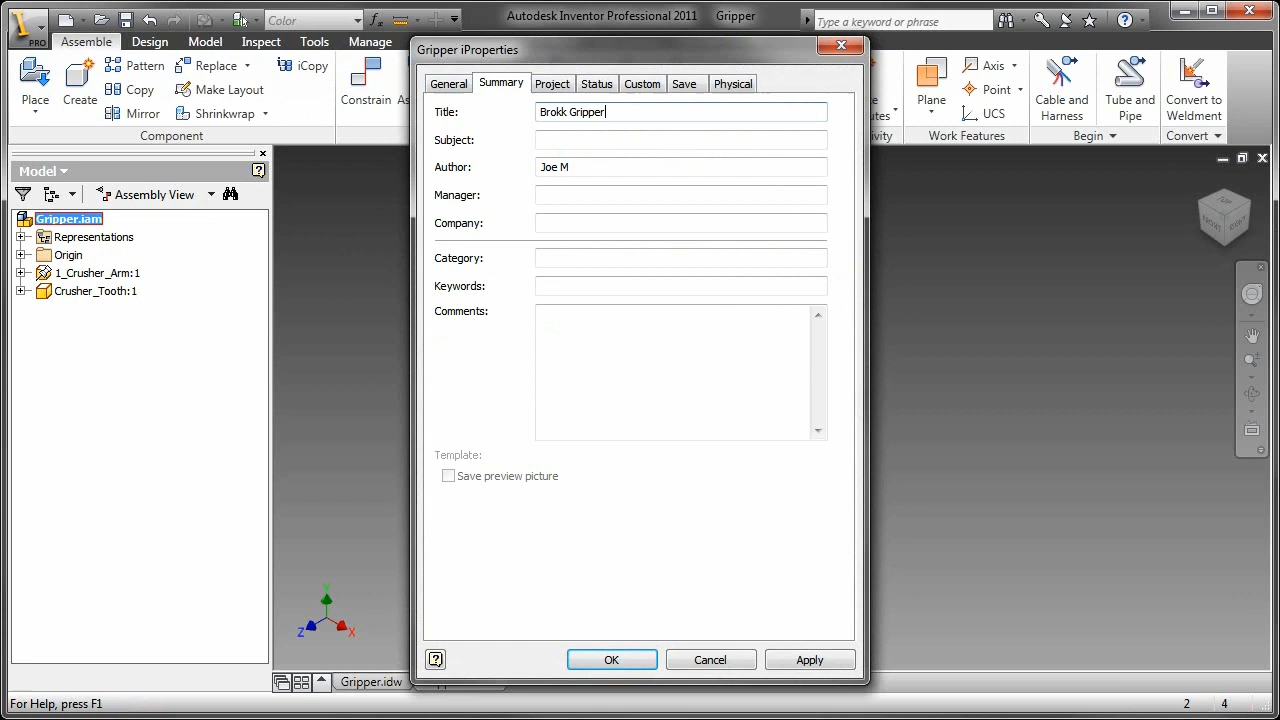 PRO
Color
Autodesk Inventor Professional 2011 Gripper
Type a keyword or phrase
Assemble Design Model Inspect Tools Manage
Place
Create
Pattern
Copy
Mirror
Replace
Make Layout
Shrinkwrap
iCopy
Component
Constrain
Plane
Axis
Point
UCS
Work Features
Cable and
Harness
Tube and
Pipe
Begin
Convert to
Weldment
Convert
Model
Assembly View
Gripper.iam
Representations
Origin
1_Crusher_Arm:1
Crusher_Tooth:1
Gripper iProperties
General Summary Project Status Custom Save Physical
Title: Brokk Gripper
Subject:
Author: Joe M
Manager:
Company:
Category:
Keywords:
Comments:
Template:
Save preview picture
OK Cancel Apply
FRONT
RIGHT
Y
Z
X
Gripper.idw
For Help, press F1
2 4